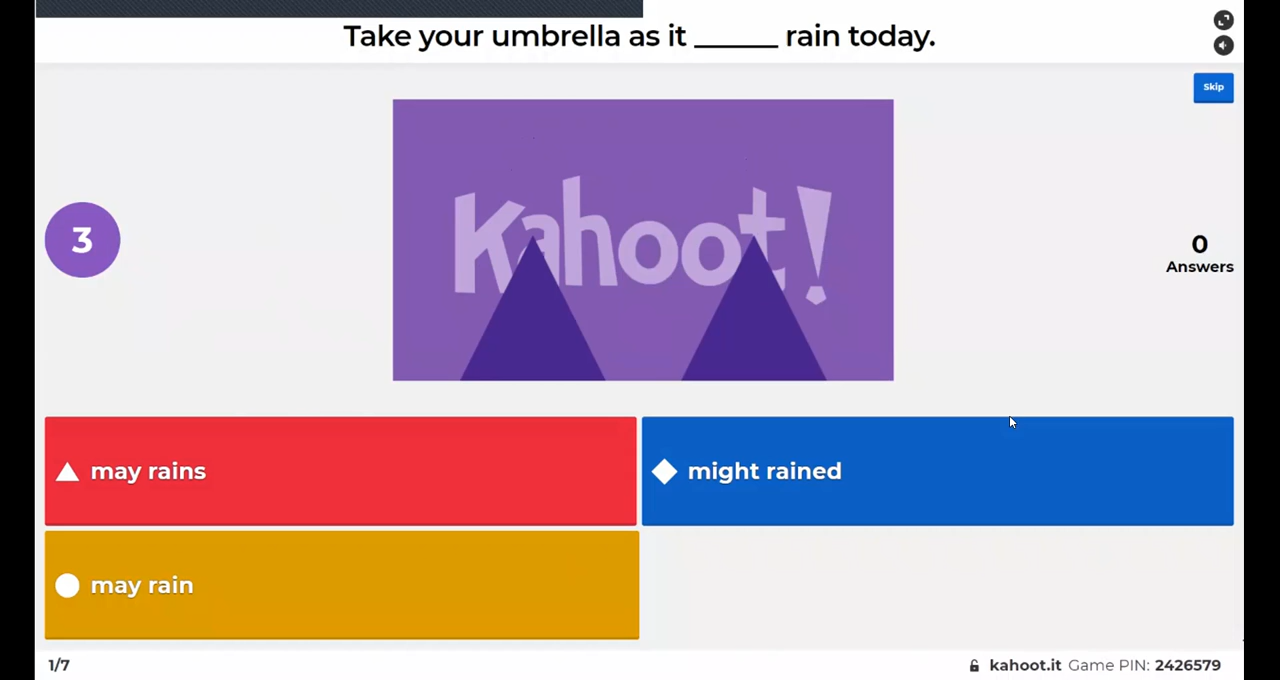 Take your umbrella as it ______ rain today.
Skip
Kahoot!
3
0
Answers
may rains
might rained
may rain
1/7
kahoot.it Game PIN: 2426579